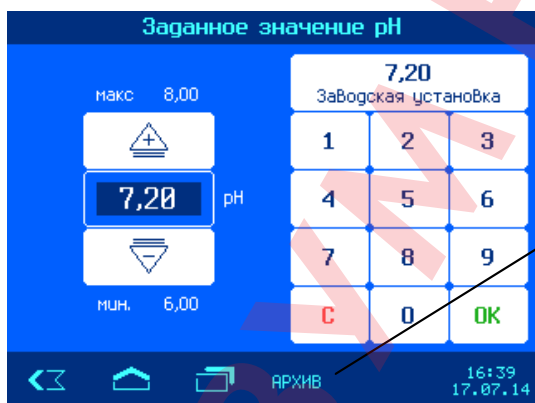 Заданное значение pH
макс 8,00
+
7,20 pH
-
мин. 6,00
7,20
Заводская установка
1 2 3
4 5 6
7 8 9
C 0 OK
АРХИВ
16:39
17.07.14